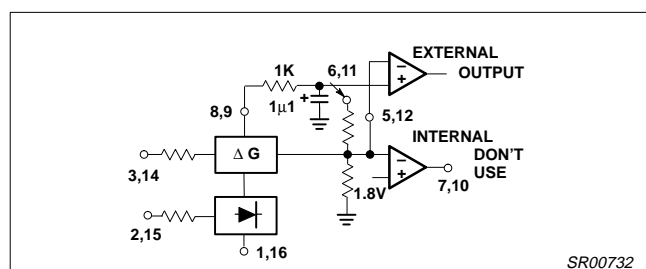 EXTERNAL
OUTPUT
1K
6,11
8,9
+
1µ1
−
+
5,12
INTERNAL
DON'T
USE
Δ G
3,14
1.8V
−
+
7,10
2,15
1,16
SR00732